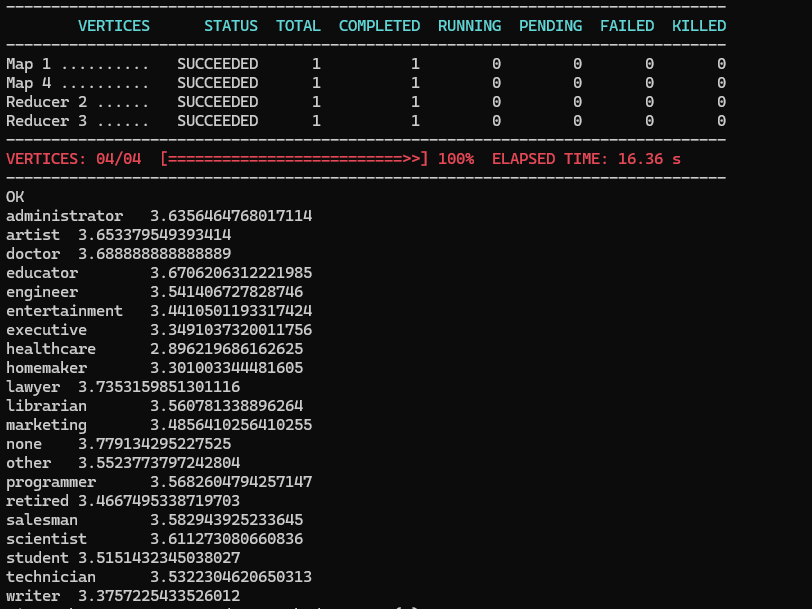 VERTICES STATUS TOTAL COMPLETED RUNNING PENDING FAILED KILLED
Map 1 .......... SUCCEEDED 1 1 0 0 0 0
Map 4 .......... SUCCEEDED 1 1 0 0 0 0
Reducer 2 ...... SUCCEEDED 1 1 0 0 0 0
Reducer 3 ...... SUCCEEDED 1 1 0 0 0 0
VERTICES: 04/04 [==========================>>] 100% ELAPSED TIME: 16.36 s
OK
administrator 3.6356464768017114
artist 3.653379549393414
doctor 3.688888888888889
educator 3.6706206312221985
engineer 3.541406727828746
entertainment 3.4410501193317424
executive 3.3491037320011756
healthcare 2.896219686162625
homemaker 3.301003344481605
lawyer 3.7353159851301116
librarian 3.560781338896264
marketing 3.4856410256410255
none 3.779134295227525
other 3.5523773797242804
programmer 3.5682604794257147
retired 3.4667495338719703
salesman 3.582943925233645
scientist 3.611273080660836
student 3.5151432345038027
technician 3.5322304620650313
writer 3.3757225433526012